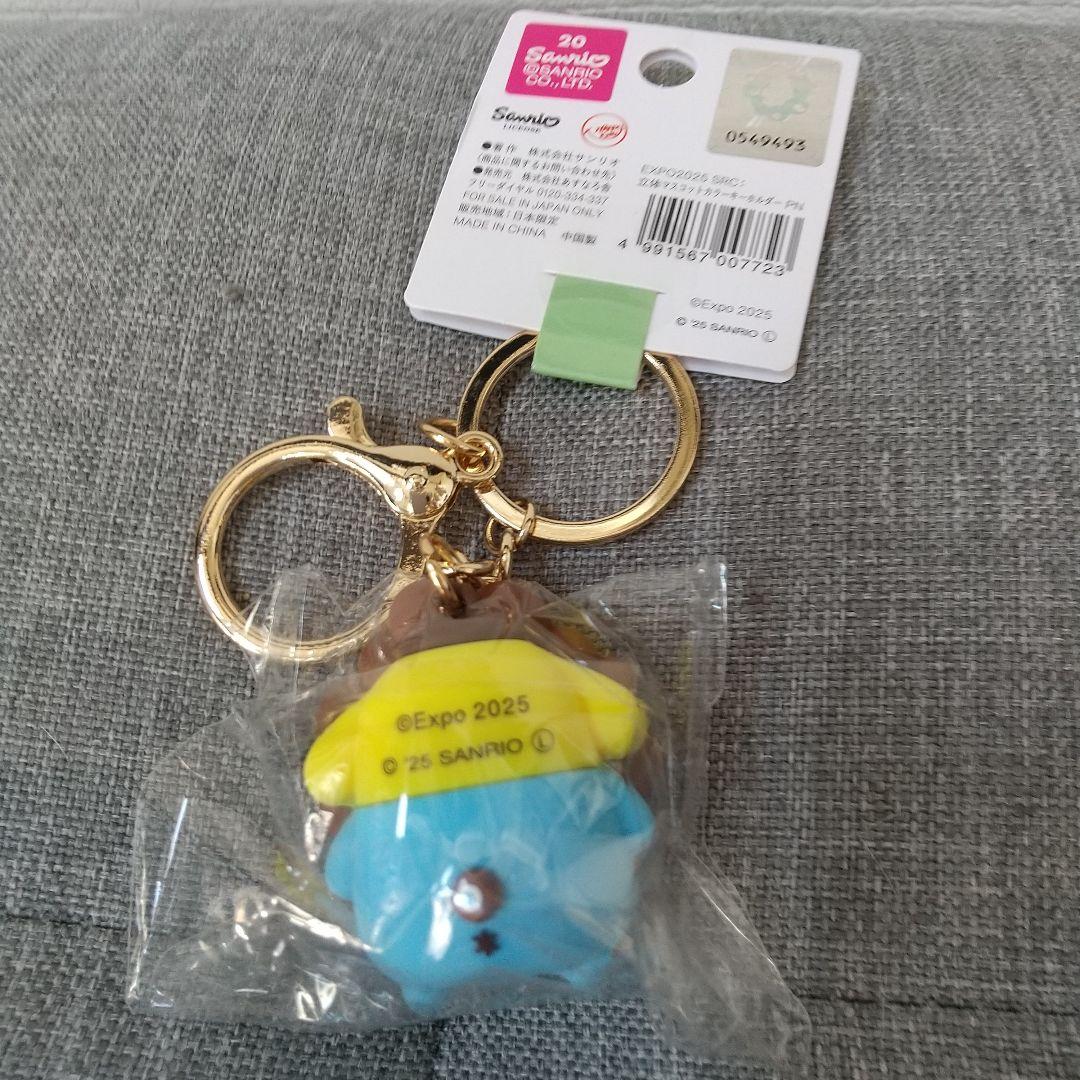 20
Sanrio
©SANRIO
CO., LTD.
Sanrio
LICENSE
0549493
●著作 株式会社サンリオ
(商品に関するお問い合わせ先)
●発売元 株式会社あすなろ舎
フリーダイヤル 0120-334-337
FOR SALE IN JAPAN ONLY
販売地域:日本限定
MADE IN CHINA 中国製
EXPO2025 SRC:
立体マスコットカラーキーホルダー PN
4 991567 007723
©Expo 2025
© '25 SANRIO Ⓛ
©Expo 2025
© '25 SANRIO Ⓛ